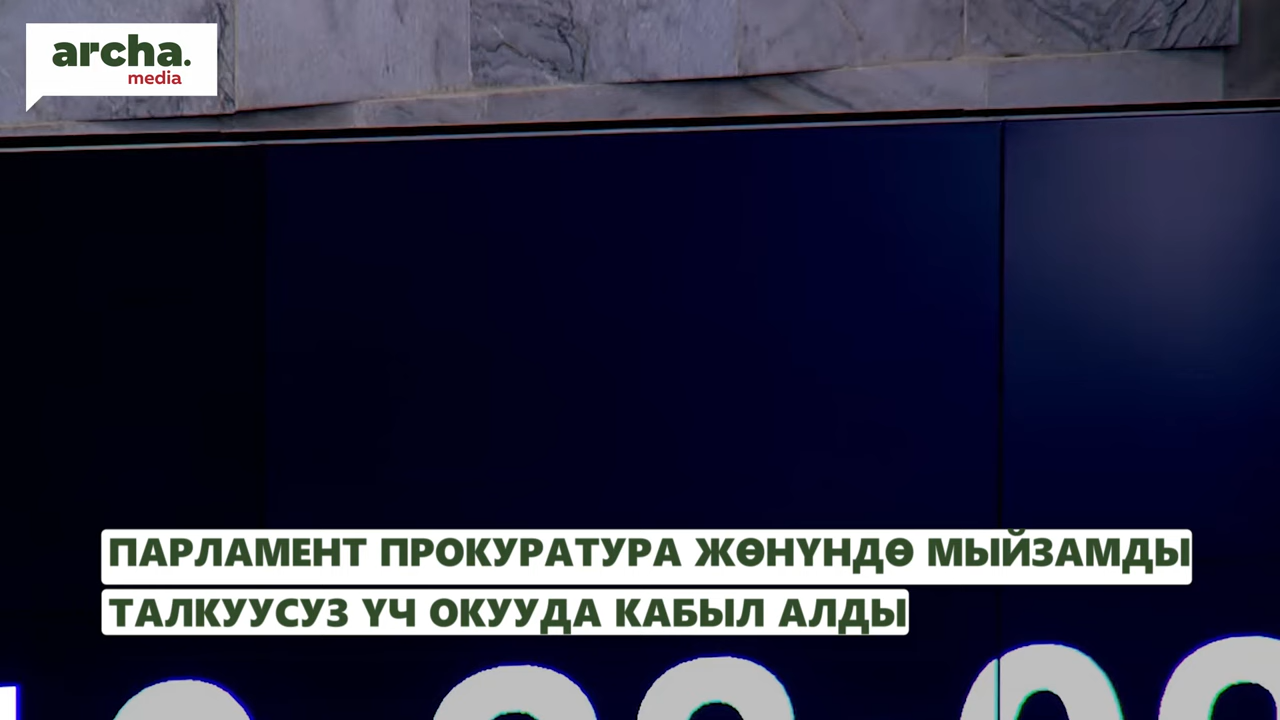 archa.
media
ПАРЛАМЕНТ ПРОКУРАТУРА ЖӨНҮНДӨ МЫЙЗАМДЫ
ТАЛКУУСУЗ ҮЧ ОКУУДА КАБЫЛ АЛДЫ